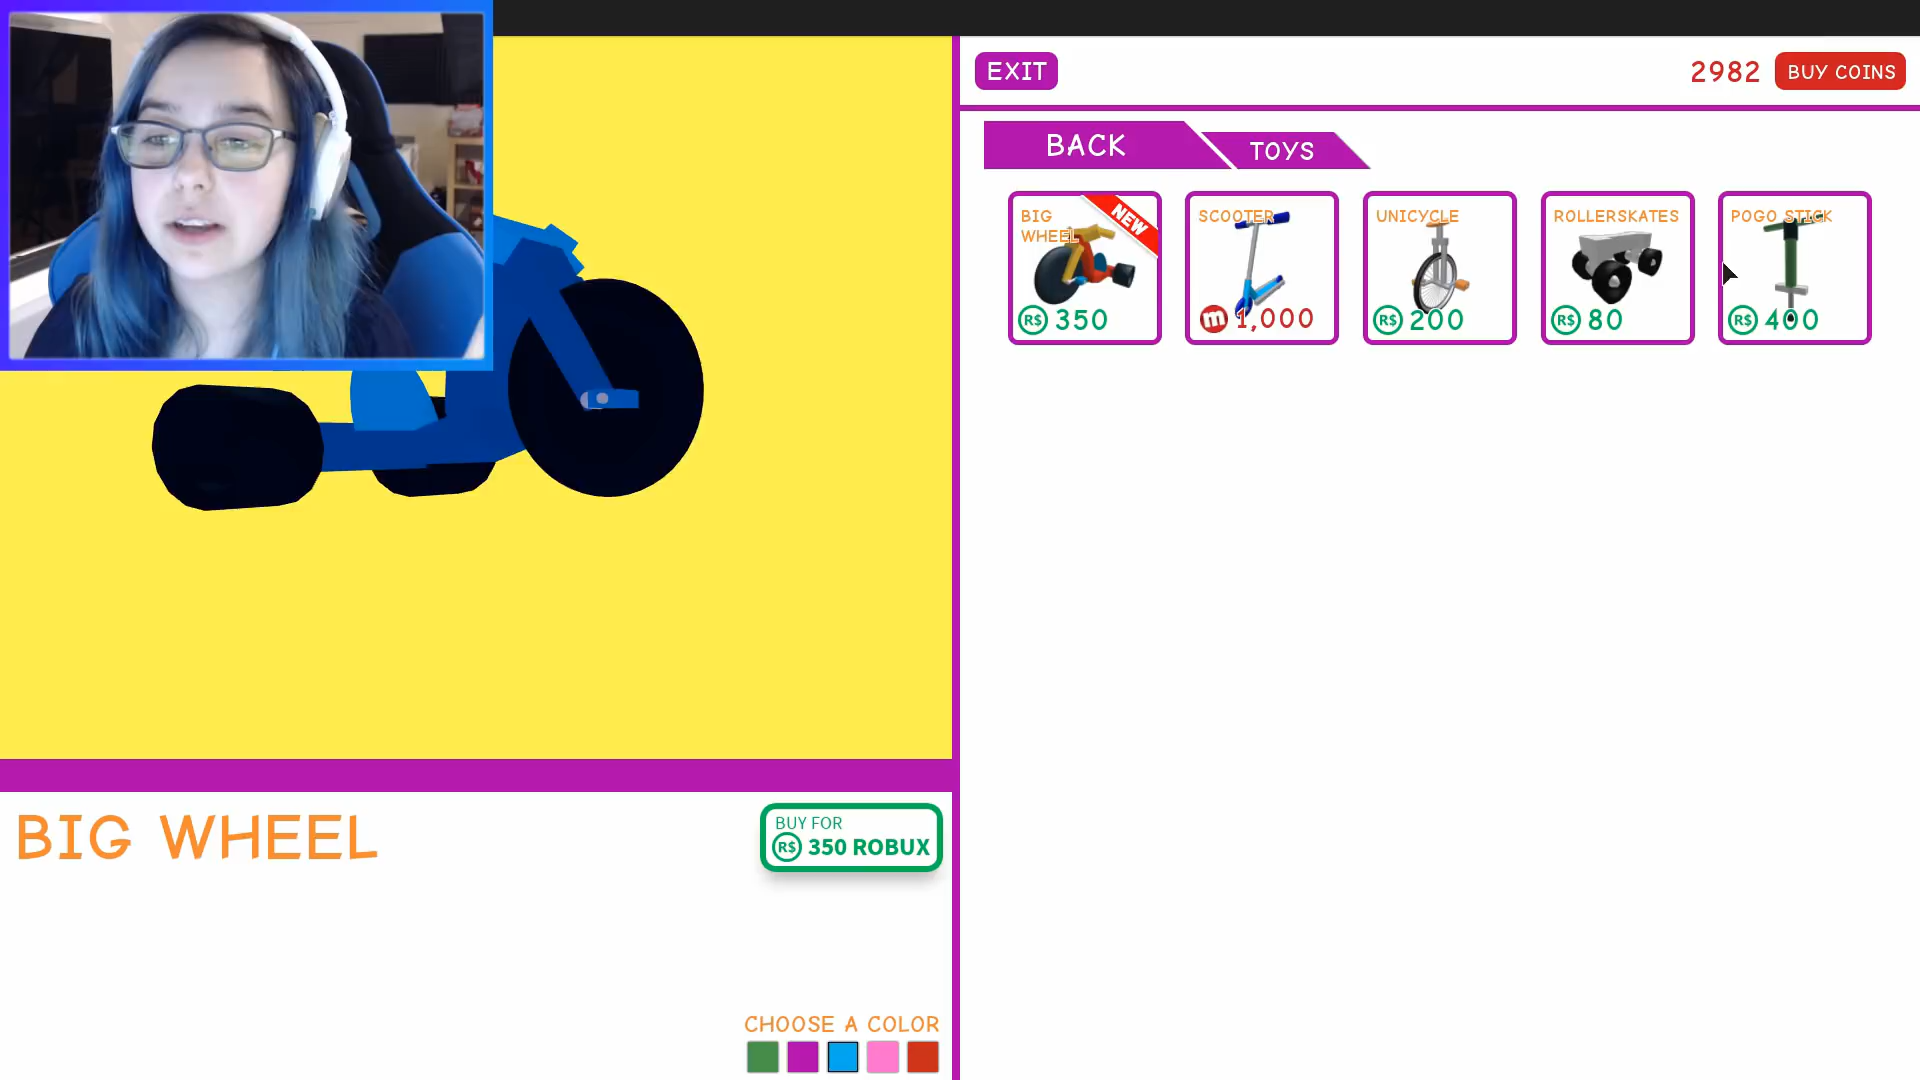 EXIT
2982
BUY COINS
BACK
TOYS
BIG
WHEEL
NEW
R$ 350
SCOOTER
m 1,000
UNICYCLE
R$ 200
ROLLERSKATES
R$ 80
POGO STICK
R$ 400
BIG WHEEL
BUY FOR
R$ 350 ROBUX
CHOOSE A COLOR